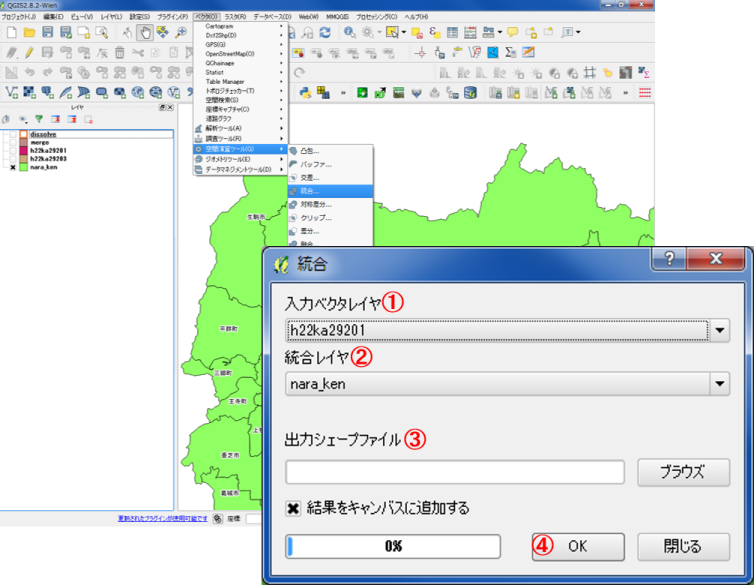 QGIS2.8.2-Wien
プロジェクト(J) 編集(E) ビュー(V) レイヤ(L) 設定(S) プラグイン(P) ベクタ(O) ラスタ(R) データベース(D) Web(W) MMQGIS プロセッシング(C) ヘルプ(H)
Cartogram
Dxf2Shp(D)
GPS(G)
OpenStreetMap(O)
QChainage
Statist
Table Manager
トポロジチェッカー(T)
空間検索(S)
座標キャプチャ(C)
道路グラフ
解析ツール(A)
調査ツール(R)
空間演算ツール(G)
ジオメトリツール(E)
データマネジメントツール(D)
凸包...
バッファ...
交差...
統合...
対称差分...
クリップ...
差分...
融合...
レイヤ
dissolve
merge
h22ka29201
h22ka29203
nara_ken
生駒市
平群町
三郷町
王寺町
香芝市
葛城市
更新されたプラグインが使用可能です
座標:
統合
入力ベクタレイヤ①
h22ka29201
統合レイヤ②
nara_ken
出力シェープファイル③
ブラウズ
結果をキャンバスに追加する
0%
④ OK
閉じる